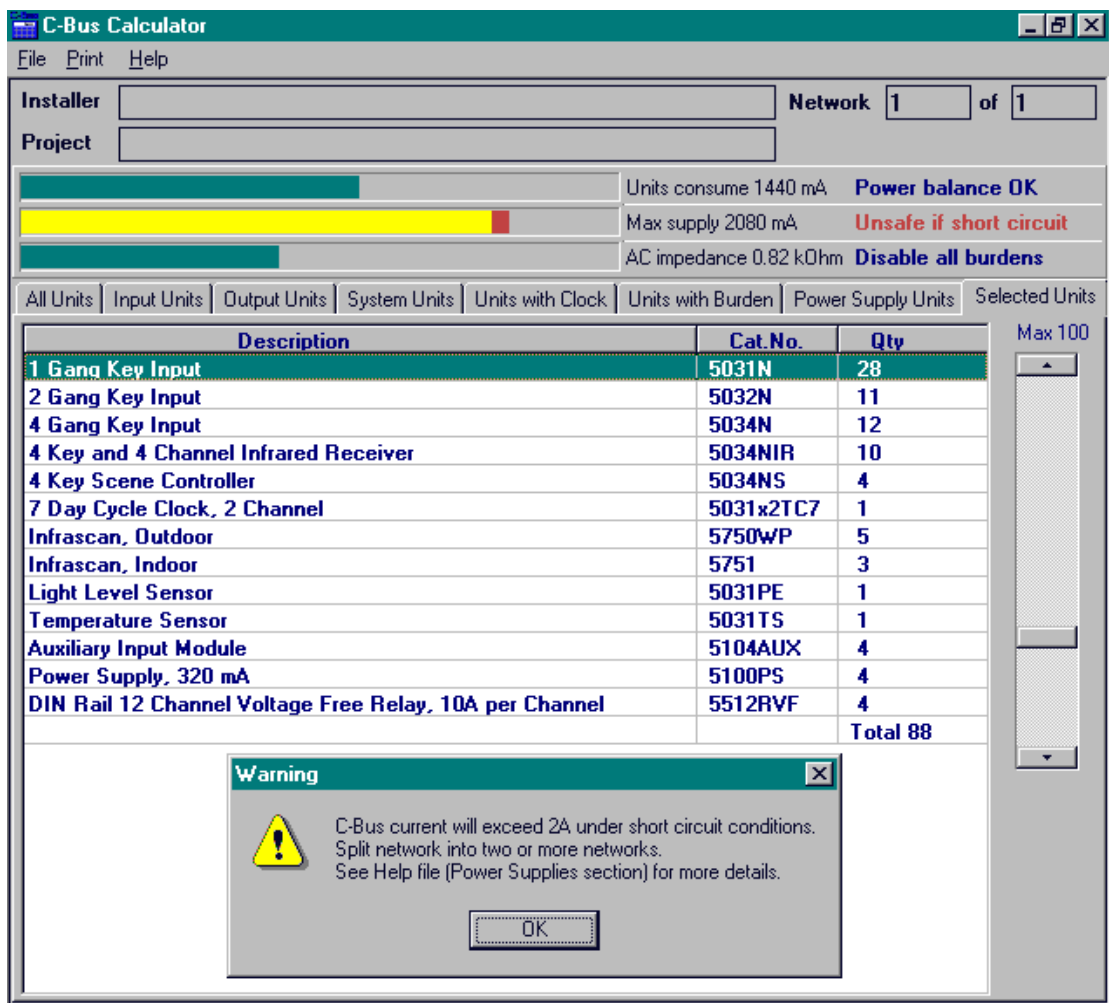 C-Bus Calculator
File Print Help
Installer Network 1 of 1
Project
Units consume 1440 mA Power balance OK
Max supply 2080 mA Unsafe if short circuit
AC impedance 0.82 kOhm Disable all burdens
All Units Input Units Output Units System Units Units with Clock Units with Burden Power Supply Units Selected Units
Description Cat.No. Qty Max 100
1 Gang Key Input 5031N 28
2 Gang Key Input 5032N 11
4 Gang Key Input 5034N 12
4 Key and 4 Channel Infrared Receiver 5034NIR 10
4 Key Scene Controller 5034NS 4
7 Day Cycle Clock, 2 Channel 5031x2TC7 1
Infrascan, Outdoor 5750WP 5
Infrascan, Indoor 5751 3
Light Level Sensor 5031PE 1
Temperature Sensor 5031TS 1
Auxiliary Input Module 5104AUX 4
Power Supply, 320 mA 5100PS 4
DIN Rail 12 Channel Voltage Free Relay, 10A per Channel 5512RVF 4
Total 88
Warning
C-Bus current will exceed 2A under short circuit conditions.
Split network into two or more networks.
See Help file (Power Supplies section) for more details.
OK